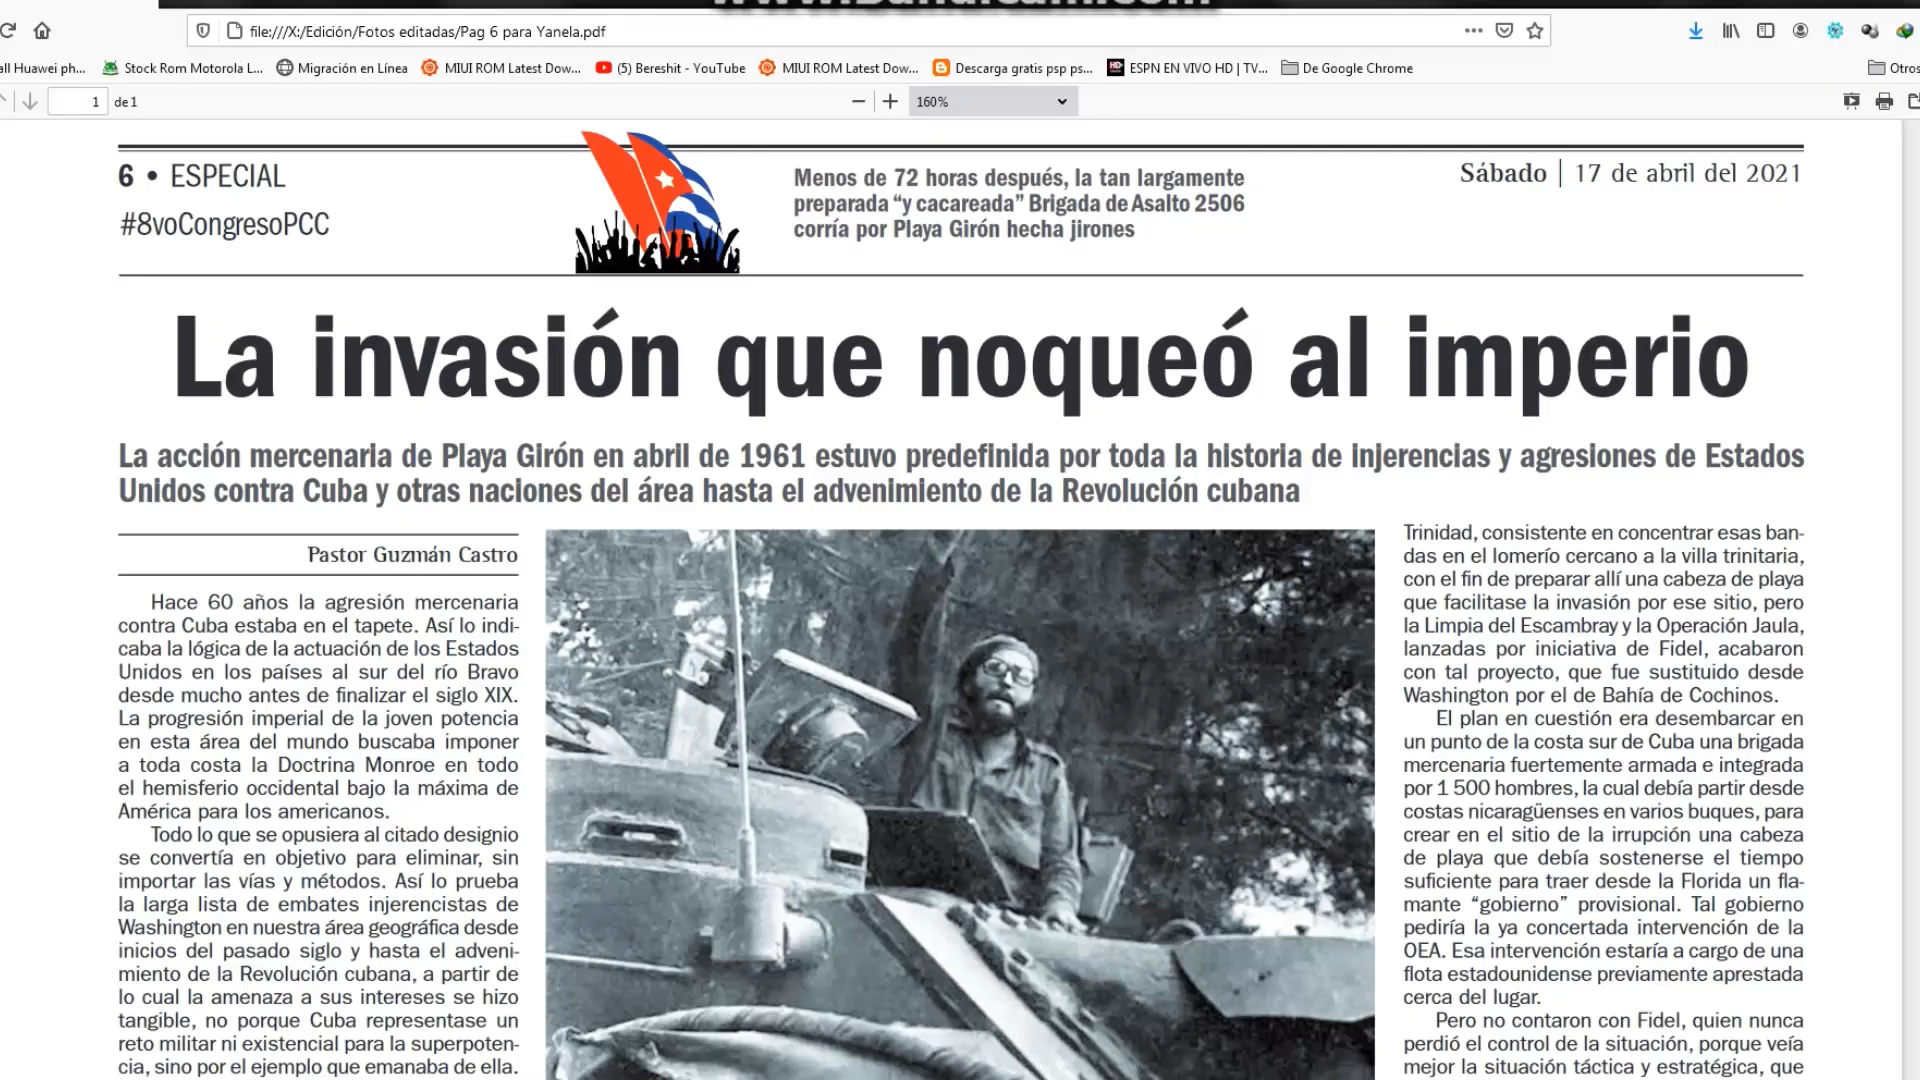 www.Bandicam.com
file:///X:/Edición/Fotos editadas/Pag 6 para Yanela.pdf
all Huawei ph...
Stock Rom Motorola L...
Migración en Línea
MIUI ROM Latest Dow...
(5) Bereshit - YouTube
MIUI ROM Latest Dow...
Descarga gratis psp ps...
HD
ESPN EN VIVO HD | TV...
De Google Chrome
Otros
1 de 1
160%
6 • ESPECIAL
#8voCongresoPCC
Menos de 72 horas después, la tan largamente
preparada “y cacareada” Brigada de Asalto 2506
corría por Playa Girón hecha jirones
Sábado | 17 de abril del 2021
La invasión que noqueó al imperio
La acción mercenaria de Playa Girón en abril de 1961 estuvo predefinida por toda la historia de injerencias y agresiones de Estados
Unidos contra Cuba y otras naciones del área hasta el advenimiento de la Revolución cubana
Pastor Guzmán Castro
Hace 60 años la agresión mercenaria
contra Cuba estaba en el tapete. Así lo indi-
caba la lógica de la actuación de los Estados
Unidos en los países al sur del río Bravo
desde mucho antes de finalizar el siglo XIX.
La progresión imperial de la joven potencia
en esta área del mundo buscaba imponer
a toda costa la Doctrina Monroe en todo
el hemisferio occidental bajo la máxima de
América para los americanos.
Todo lo que se opusiera al citado designio
se convertía en objetivo para eliminar, sin
importar las vías y métodos. Así lo prueba
la larga lista de embates injerencistas de
Washington en nuestra área geográfica desde
inicios del pasado siglo y hasta el adveni-
miento de la Revolución cubana, a partir de
lo cual la amenaza a sus intereses se hizo
tangible, no porque Cuba representase un
reto militar ni existencial para la superpoten-
cia, sino por el ejemplo que emanaba de ella.
Trinidad, consistente en concentrar esas ban-
das en el lomerío cercano a la villa trinitaria,
con el fin de preparar allí una cabeza de playa
que facilitase la invasión por ese sitio, pero
la Limpia del Escambray y la Operación Jaula,
lanzadas por iniciativa de Fidel, acabaron
con tal proyecto, que fue sustituido desde
Washington por el de Bahía de Cochinos.
El plan en cuestión era desembarcar en
un punto de la costa sur de Cuba una brigada
mercenaria fuertemente armada e integrada
por 1 500 hombres, la cual debía partir desde
costas nicaragüenses en varios buques, para
crear en el sitio de la irrupción una cabeza
de playa que debía sostenerse el tiempo
suficiente para traer desde la Florida un fla-
mante “gobierno” provisional. Tal gobierno
pediría la ya concertada intervención de la
OEA. Esa intervención estaría a cargo de una
flota estadounidense previamente aprestada
cerca del lugar.
Pero no contaron con Fidel, quien nunca
perdió el control de la situación, porque veía
mejor la situación táctica y estratégica, que